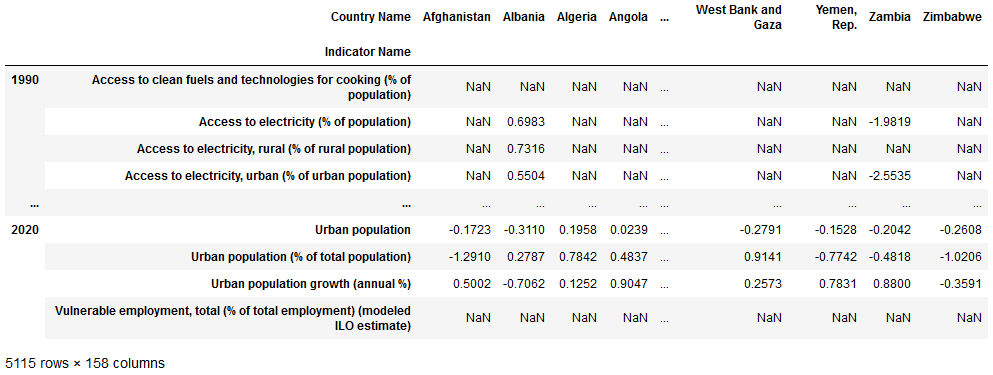 Country Name Afghanistan Albania Algeria Angola ... West Bank and Gaza Yemen, Rep. Zambia Zimbabwe
Indicator Name
1990 Access to clean fuels and technologies for cooking (% of population) NaN NaN NaN NaN ... NaN NaN NaN NaN
Access to electricity (% of population) NaN 0.6983 NaN NaN ... NaN NaN -1.9819 NaN
Access to electricity, rural (% of rural population) NaN 0.7316 NaN NaN ... NaN NaN NaN NaN
Access to electricity, urban (% of urban population) NaN 0.5504 NaN NaN ... NaN NaN -2.5535 NaN
... ... ... ... ... ... ... ... ... ... ...
2020 Urban population -0.1723 -0.3110 0.1958 0.0239 ... -0.2791 -0.1528 -0.2042 -0.2608
Urban population (% of total population) -1.2910 0.2787 0.7842 0.4837 ... 0.9141 -0.7742 -0.4818 -1.0206
Urban population growth (annual %) 0.5002 -0.7062 0.1252 0.9047 ... 0.2573 0.7831 0.8800 -0.3591
Vulnerable employment, total (% of total employment) (modeled ILO estimate) NaN NaN NaN NaN ... NaN NaN NaN NaN
5115 rows × 158 columns